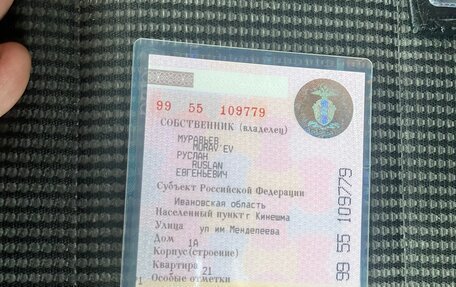 99 55 109779
СОБСТВЕННИК (владелец)
МУРАВЬЕВ
MURAV'EV
РУСЛАН
RUSLAN
ЕВГЕНЬЕВИЧ
Субъект Российской Федерации
Ивановская область
Населенный пункт г Кинешма
Улица ул им Менделеева
Дом 1А
Корпус(строение)
Квартира 21
Особые отметки
99 55 109779